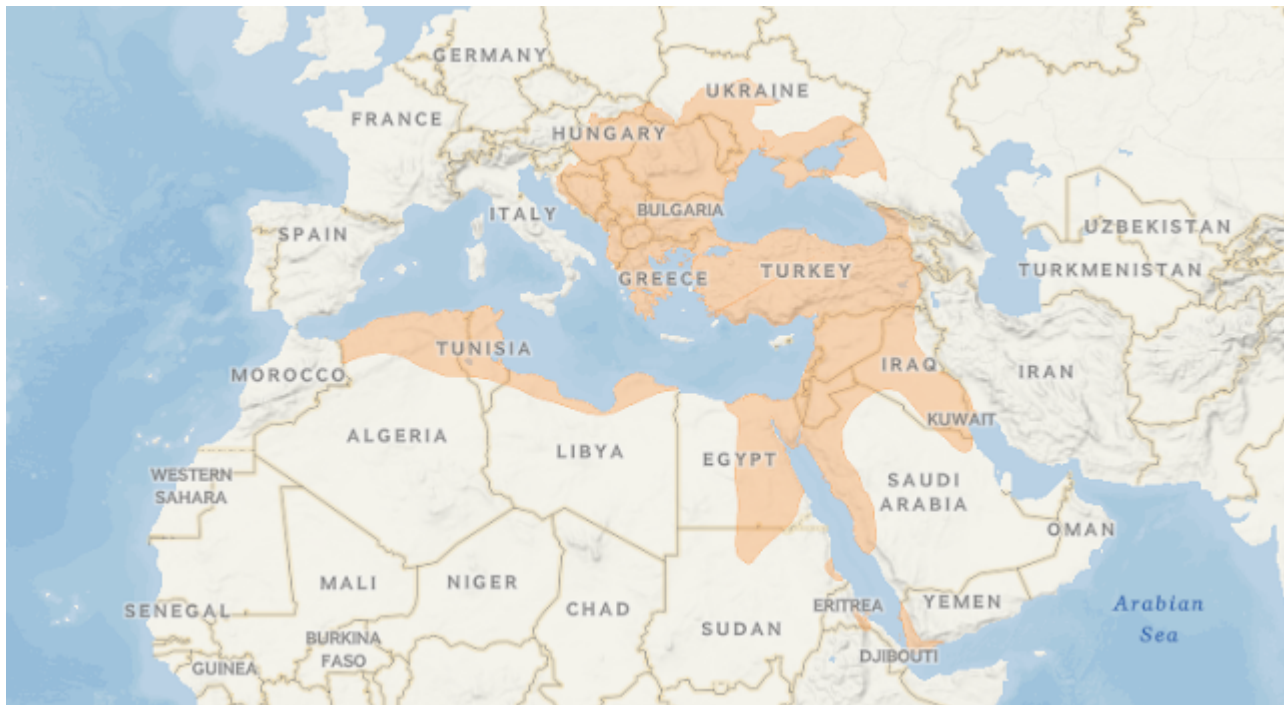 GERMANY
UKRAINE
FRANCE
HUNGARY
ITALY
BULGARIA
SPAIN
UZBEKISTAN
GREECE
TURKEY
TURKMENISTAN
TUNISIA
MOROCCO
IRAQ
IRAN
KUWAIT
ALGERIA
LIBYA
EGYPT
WESTERN
SAHARA
SAUDI
ARABIA
OMAN
MALI
NIGER
CHAD
SENEGAL
ERITREA
YEMEN
Arabian
Sea
BURKINA
FASO
SUDAN
GUINEA
DJIBOUTI